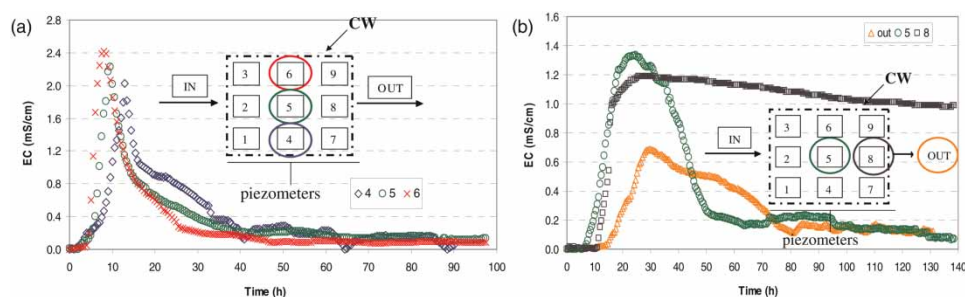 (a)
CW
EC (mS/cm)
2.8
2.4
2.0
1.6
1.2
0.8
0.4
0.0
IN
3 6 9
2 5 8
1 4 7
OUT
piezometers
4 5 6
0 10 20 30 40 50 60 70 80 90 100
Time (h)
(b)
out 5 8
CW
EC (mS/cm)
1.6
1.4
1.2
1.0
0.8
0.6
0.4
0.2
0.0
IN
3 6 9
2 5 8
1 4 7
OUT
piezometers
0 10 20 30 40 50 60 70 80 90 100 110 120 130 140
Time (h)